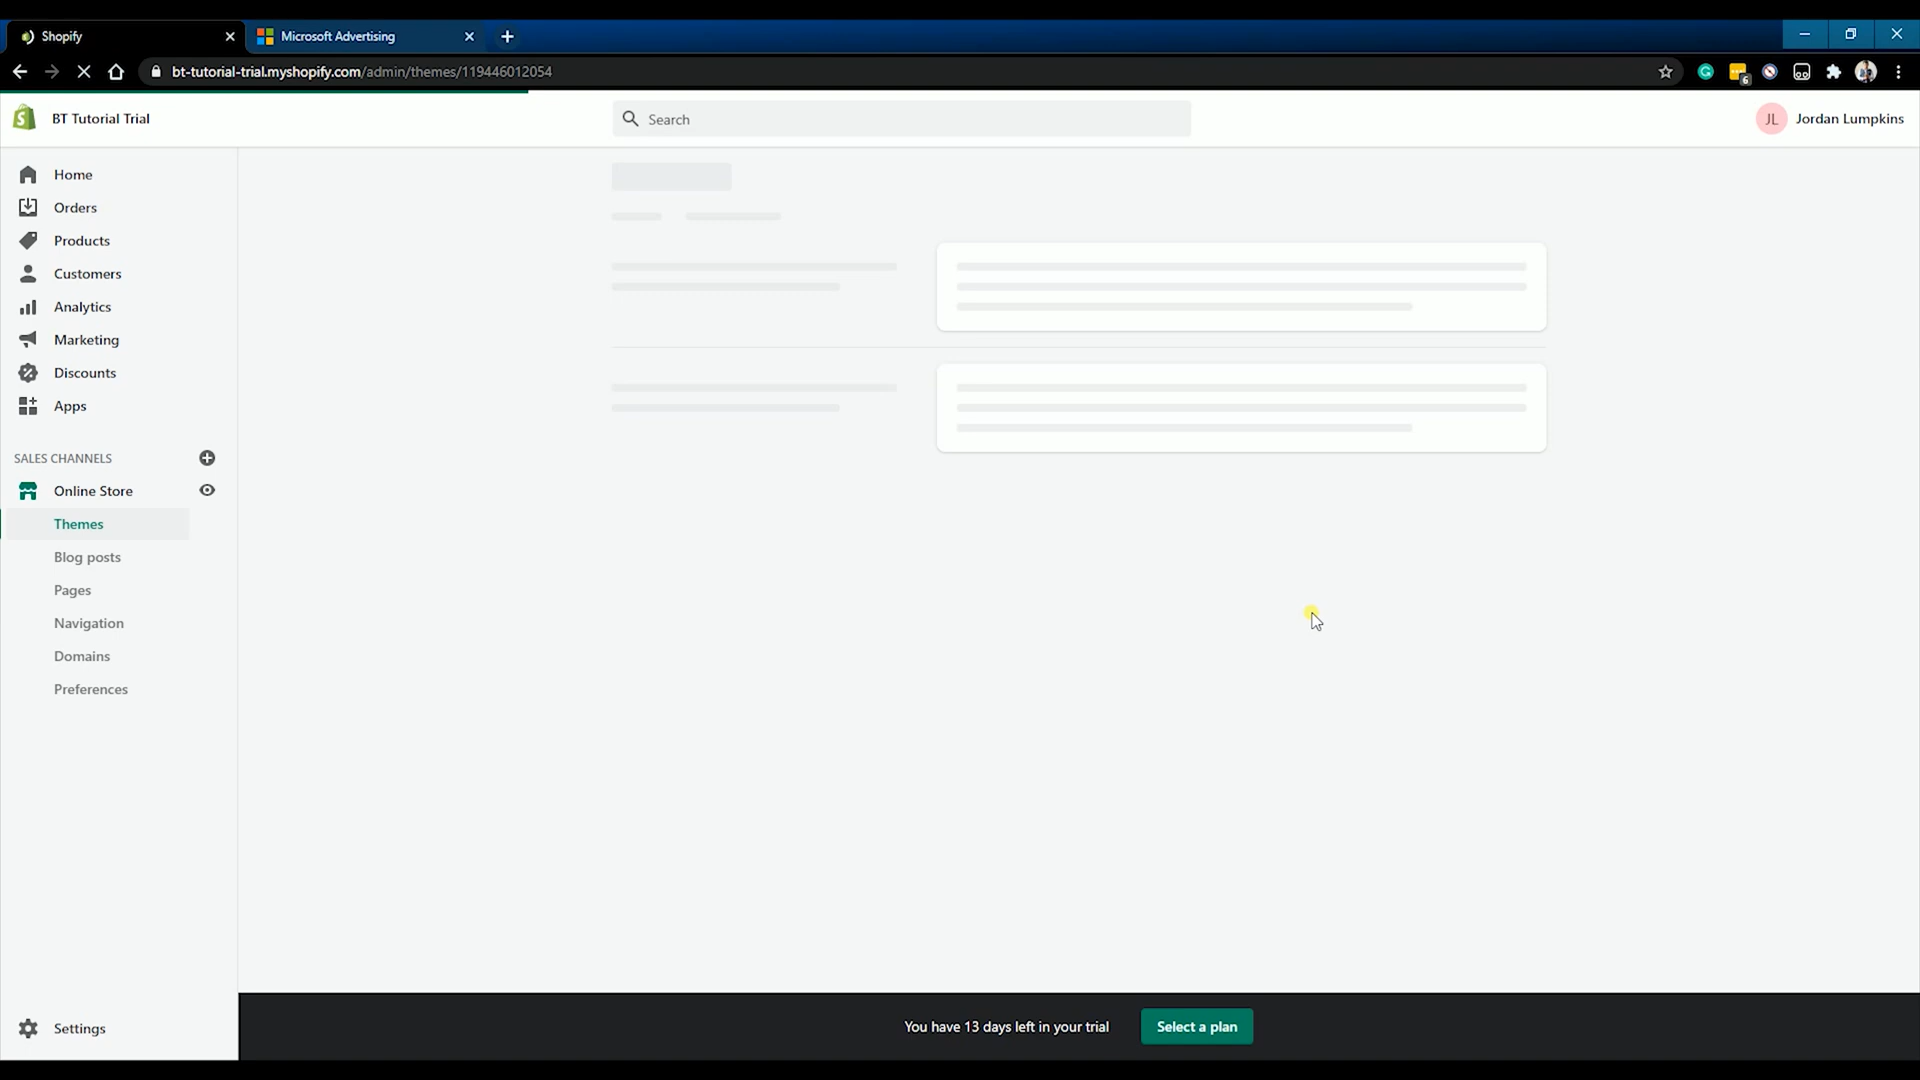 Shopify
Microsoft Advertising
bt-tutorial-trial.myshopify.com/admin/themes/119446012054
6
BT Tutorial Trial
Search
JL Jordan Lumpkins
Home
Orders
Products
Customers
Analytics
Marketing
Discounts
Apps
SALES CHANNELS
Online Store
Themes
Blog posts
Pages
Navigation
Domains
Preferences
Settings
You have 13 days left in your trial
Select a plan